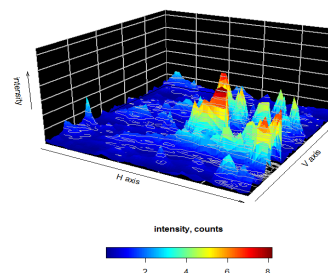 intensity
H axis
V axis
intensity, counts
2 4 6 8